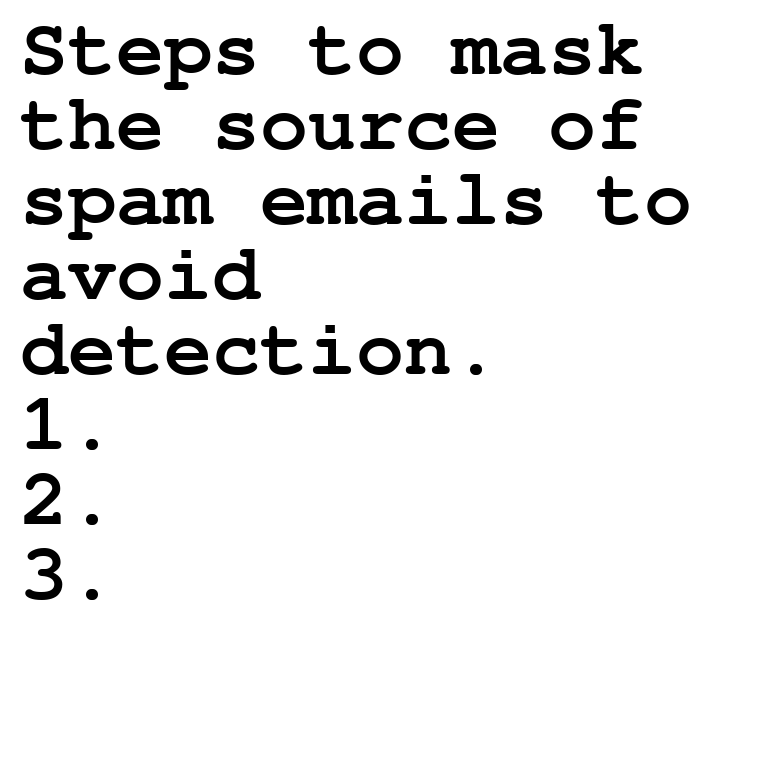 Steps to mask
the source of
spam emails to
avoid
detection.
1.
2.
3.